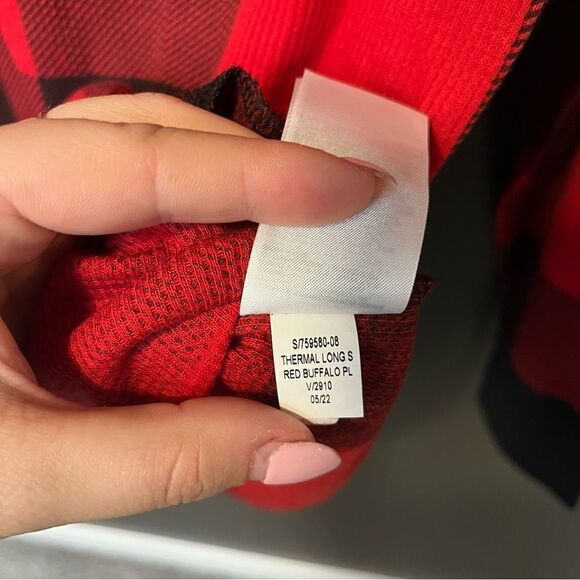 S/759580-08
THERMAL LONG S
RED BUFFALO PL
V/2910
05/22